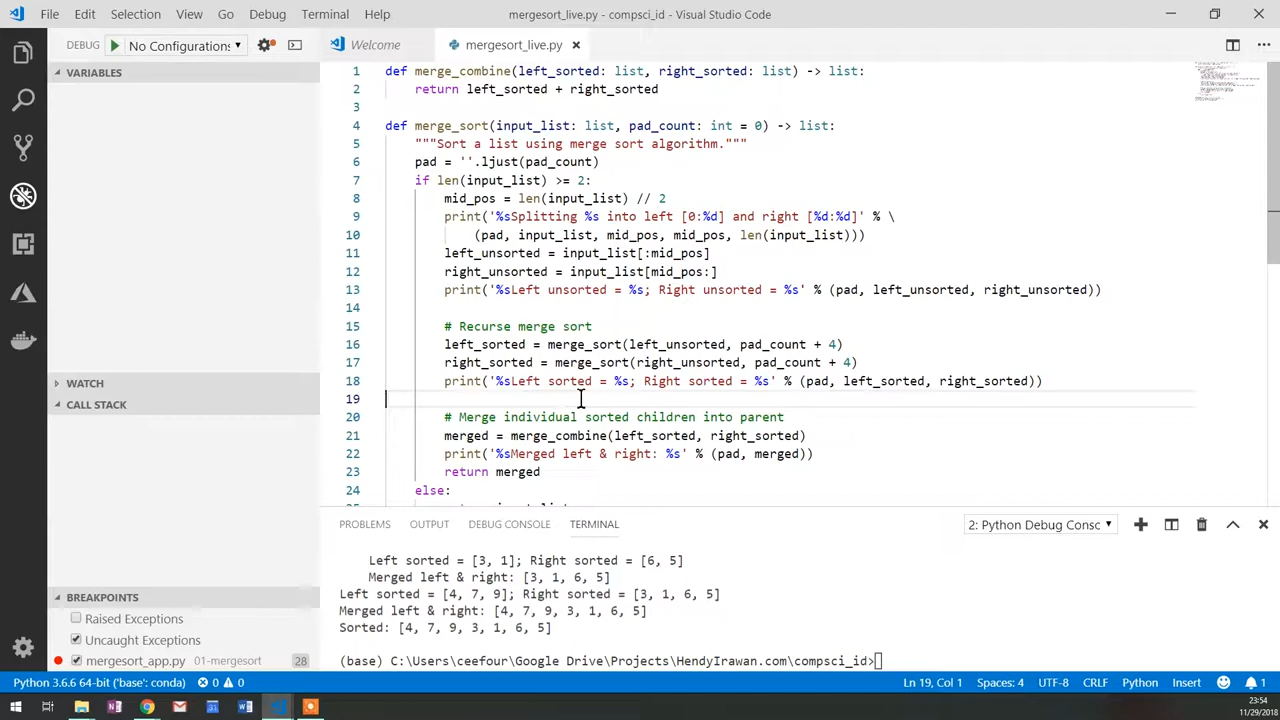 File Edit Selection View Go Debug Terminal Help
mergesort_live.py - compsci_id - Visual Studio Code
DEBUG No Configurations
Welcome
mergesort_live.py
VARIABLES
WATCH
CALL STACK
BREAKPOINTS
Raised Exceptions
Uncaught Exceptions
mergesort_app.py 01-mergesort 28
1 def merge_combine(left_sorted: list, right_sorted: list) -> list:
2 return left_sorted + right_sorted
3
4 def merge_sort(input_list: list, pad_count: int = 0) -> list:
5 """Sort a list using merge sort algorithm."""
6 pad = ''.ljust(pad_count)
7 if len(input_list) >= 2:
8 mid_pos = len(input_list) // 2
9 print('%sSplitting %s into left [0:%d] and right [%d:%d]' % \
10 (pad, input_list, mid_pos, mid_pos, len(input_list)))
11 left_unsorted = input_list[:mid_pos]
12 right_unsorted = input_list[mid_pos:]
13 print('%sLeft unsorted = %s; Right unsorted = %s' % (pad, left_unsorted, right_unsorted))
14
15 # Recurse merge sort
16 left_sorted = merge_sort(left_unsorted, pad_count + 4)
17 right_sorted = merge_sort(right_unsorted, pad_count + 4)
18 print('%sLeft sorted = %s; Right sorted = %s' % (pad, left_sorted, right_sorted))
19
20 # Merge individual sorted children into parent
21 merged = merge_combine(left_sorted, right_sorted)
22 print('%sMerged left & right: %s' % (pad, merged))
23 return merged
24 else:
PROBLEMS OUTPUT DEBUG CONSOLE TERMINAL
2: Python Debug Consc
Left sorted = [3, 1]; Right sorted = [6, 5]
Merged left & right: [3, 1, 6, 5]
Left sorted = [4, 7, 9]; Right sorted = [3, 1, 6, 5]
Merged left & right: [4, 7, 9, 3, 1, 6, 5]
Sorted: [4, 7, 9, 3, 1, 6, 5]
(base) C:\Users\ceefour\Google Drive\Projects\HendyIrawan.com\compsci_id>
Python 3.6.6 64-bit ('base': conda) 0 0
Ln 19, Col 1 Spaces: 4 UTF-8 CRLF Python Insert 1
23:54
11/29/2018